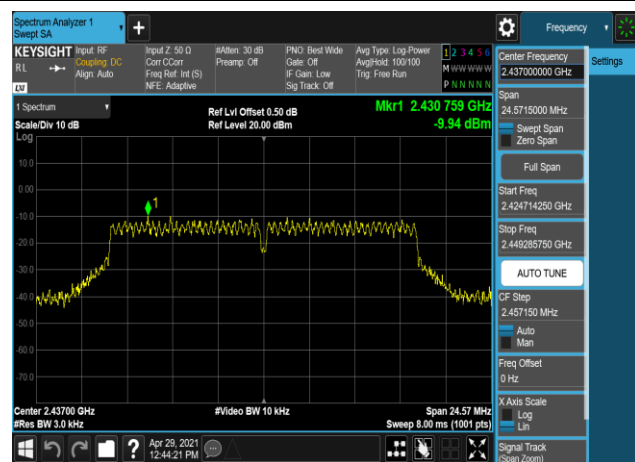 Spectrum Analyzer 1
Swept SA
Frequency
KEYSIGHT
RL
LXI
Input: RF
Coupling: DC
Align: Auto
Input Z: 50 Ω
Corr CCorr
Freq Ref: Int (S)
NFE: Adaptive
#Atten: 30 dB
Preamp: Off
PNO: Best Wide
Gate: Off
IF Gain: Low
Sig Track: Off
Avg Type: Log-Power
Avg|Hold: 100/100
Trig: Free Run
1 2 3 4 5 6
M W W W W W
P N N N N N
1 Spectrum
Scale/Div 10 dB
Log
Ref Lvl Offset 0.50 dB
Ref Level 20.00 dBm
Mkr1 2.430 759 GHz
-9.94 dBm
10.0
0.00
-10.0
-20.0
-30.0
-40.0
-50.0
-60.0
-70.0
1
Center 2.43700 GHz
#Res BW 3.0 kHz
#Video BW 10 kHz
Span 24.57 MHz
Sweep 8.00 ms (1001 pts)
Apr 29, 2021
12:44:21 PM
?
Center Frequency
2.437000000 GHz
Settings
Span
24.5715000 MHz
Swept Span
Zero Span
Full Span
Start Freq
2.424714250 GHz
Stop Freq
2.449285750 GHz
AUTO TUNE
CF Step
2.457150 MHz
Auto
Man
Freq Offset
0 Hz
X Axis Scale
Log
Lin
Signal Track
(Span Zoom)